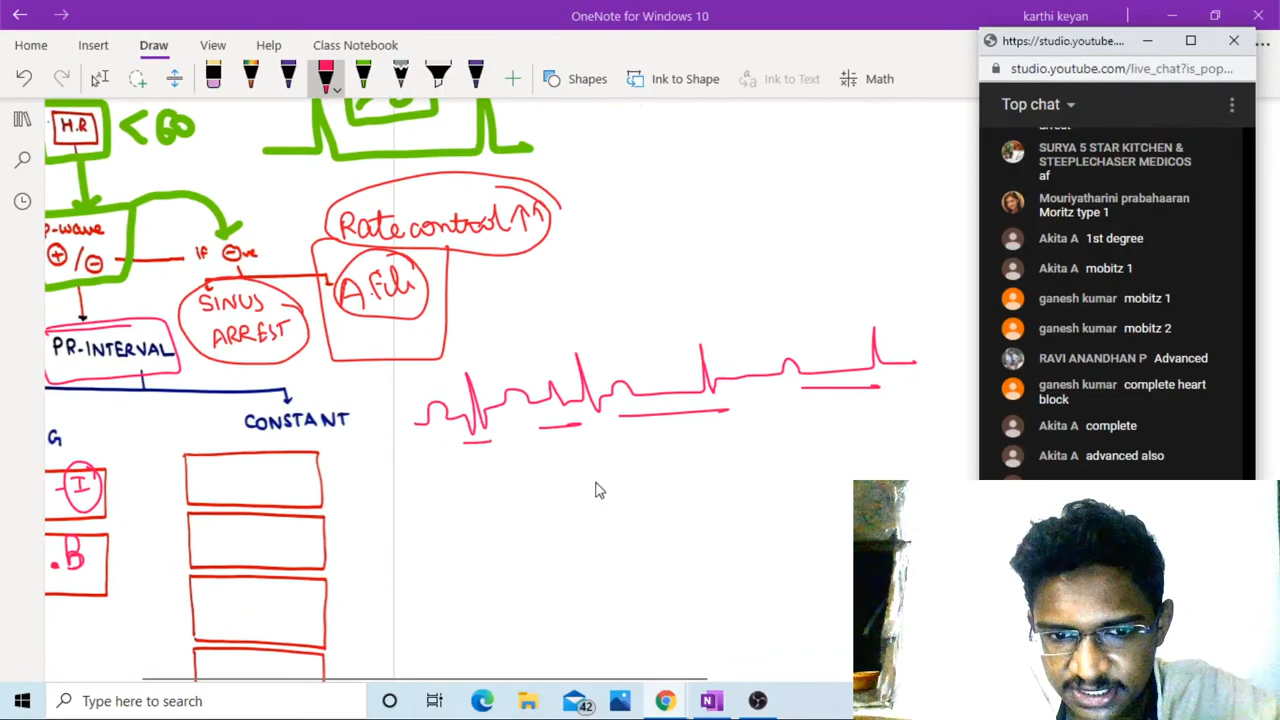 OneNote for Windows 10
karthi keyan
Home
Insert
Draw
View
Help
Class Notebook
Shapes
Ink to Shape
Ink to Text
Math
https://studio.youtube....
studio.youtube.com/live_chat?is_pop...
Top chat
arrest
SURYA 5 STAR KITCHEN &
STEEPLECHASER MEDICOS
af
Mouriyatharini prabahaaran
Moritz type 1
Akita A 1st degree
Akita A mobitz 1
ganesh kumar mobitz 1
ganesh kumar mobitz 2
RAVI ANANDHAN P Advanced
ganesh kumar complete heart
block
Akita A complete
Akita A advanced also
H.R
< 60
p-wave
⊕/⊖
If ⊖ve
Rate control ↑↑
A.Fib
SINUS
ARREST
PR-INTERVAL
CONSTANT
G
-I
.B
Type here to search
42